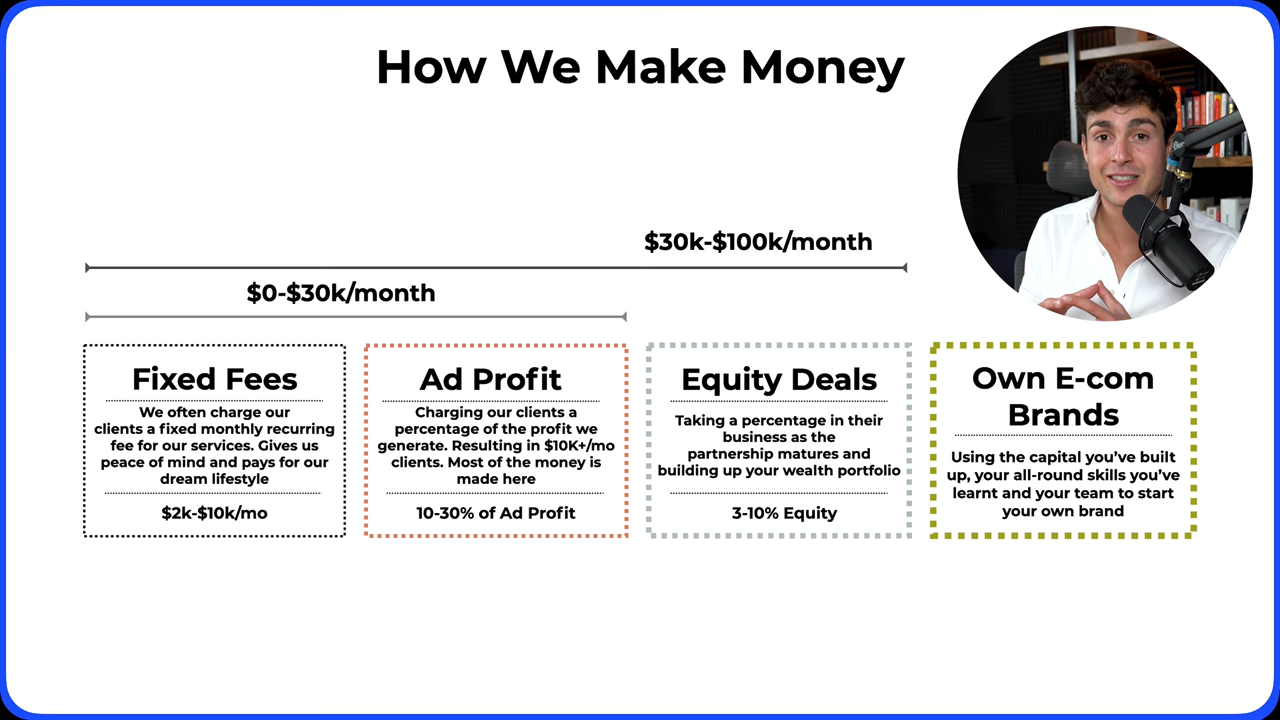 How We Make Money
$30k-$100k/month
$0-$30k/month
Fixed Fees
We often charge our
clients a fixed monthly recurring
fee for our services. Gives us
peace of mind and pays for our
dream lifestyle
$2k-$10k/mo
Ad Profit
Charging our clients a
percentage of the profit we
generate. Resulting in $10K+/mo
clients. Most of the money is
made here
10-30% of Ad Profit
Equity Deals
Taking a percentage in their
business as the
partnership matures and
building up your wealth portfolio
3-10% Equity
Own E-com
Brands
Using the capital you’ve built
up, your all-round skills you’ve
learnt and your team to start
your own brand